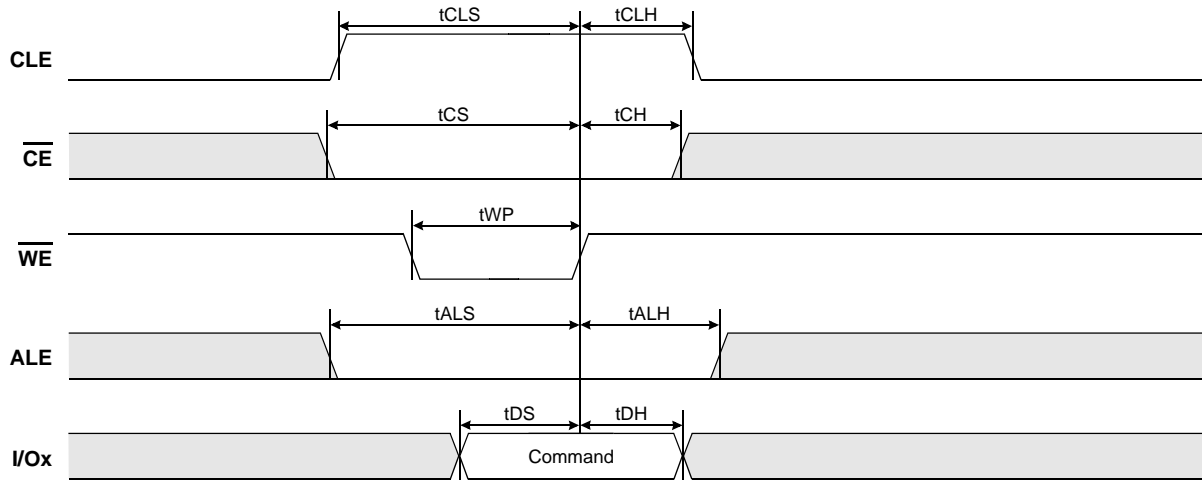 tCLS
tCLH
CLE
tCS
tCH
CE
tWP
WE
tALS
tALH
ALE
tDS
tDH
I/Ox
Command